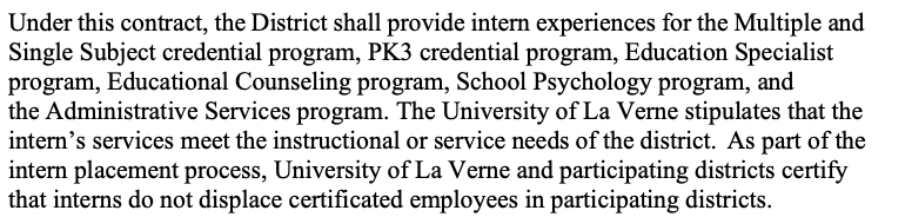 Under this contract, the District shall provide intern experiences for the Multiple and
Single Subject credential program, PK3 credential program, Education Specialist
program, Educational Counseling program, School Psychology program, and
the Administrative Services program. The University of La Verne stipulates that the
intern’s services meet the instructional or service needs of the district.  As part of the
intern placement process, University of La Verne and participating districts certify
that interns do not displace certificated employees in participating districts.